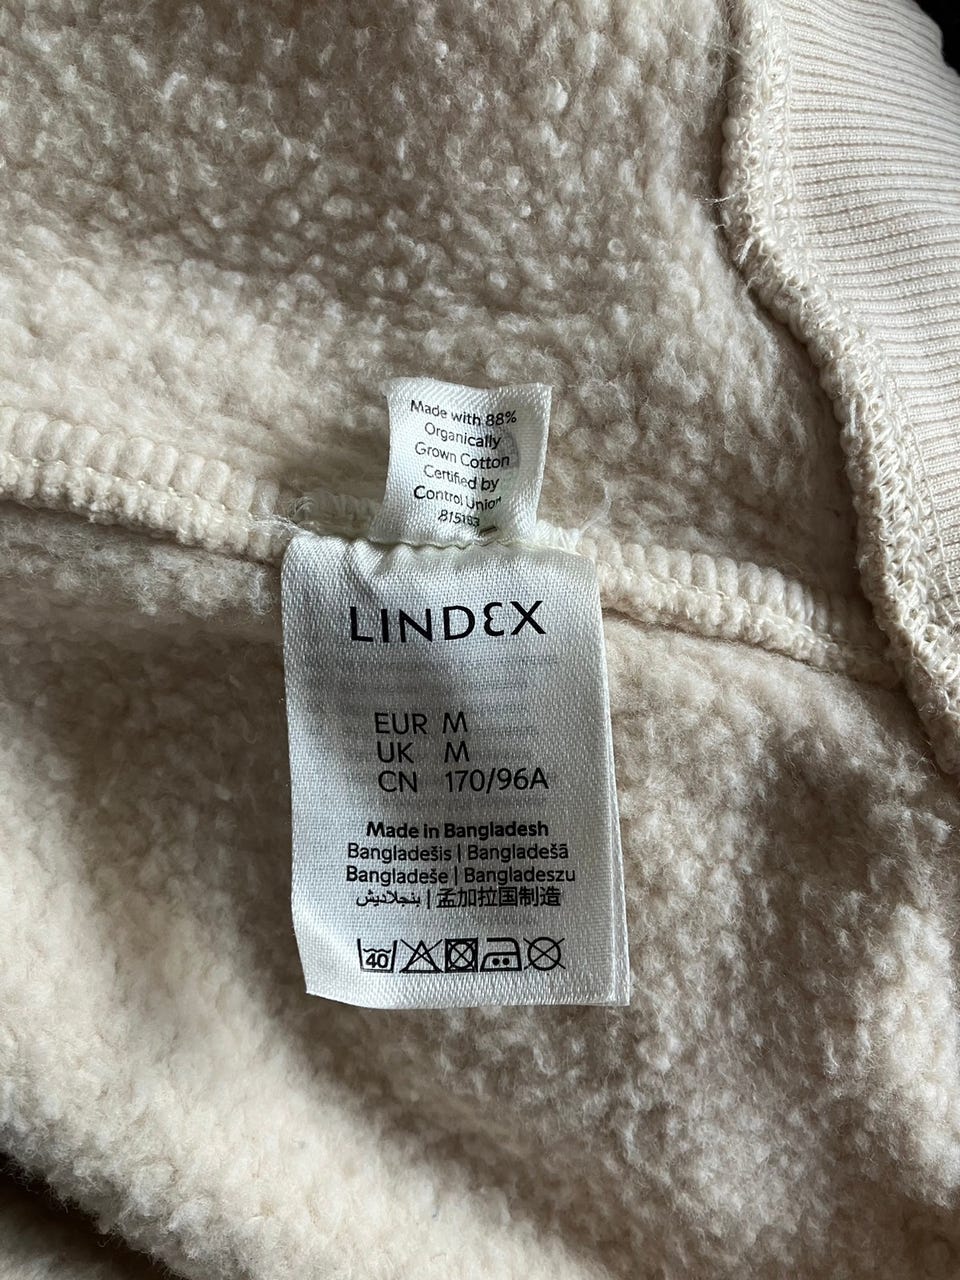 Made with 88%
Organically
Grown Cotton
Certified by
Control Union
LINDEX
EUR M
UK M
CN 170/96A
Made in Bangladesh
Bangladešis | Bangladešā
Bangladeše | Bangladeszu
بنجلاديش | 孟加拉国制造
40